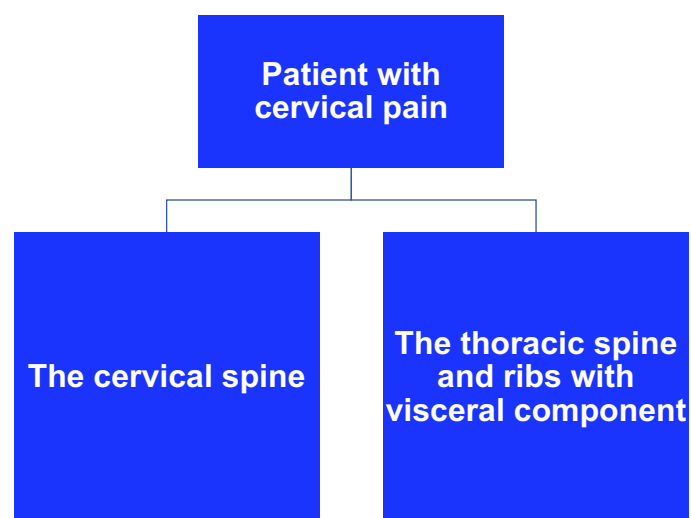 Patient with
cervical pain
The cervical spine
The thoracic spine
and ribs with
visceral component